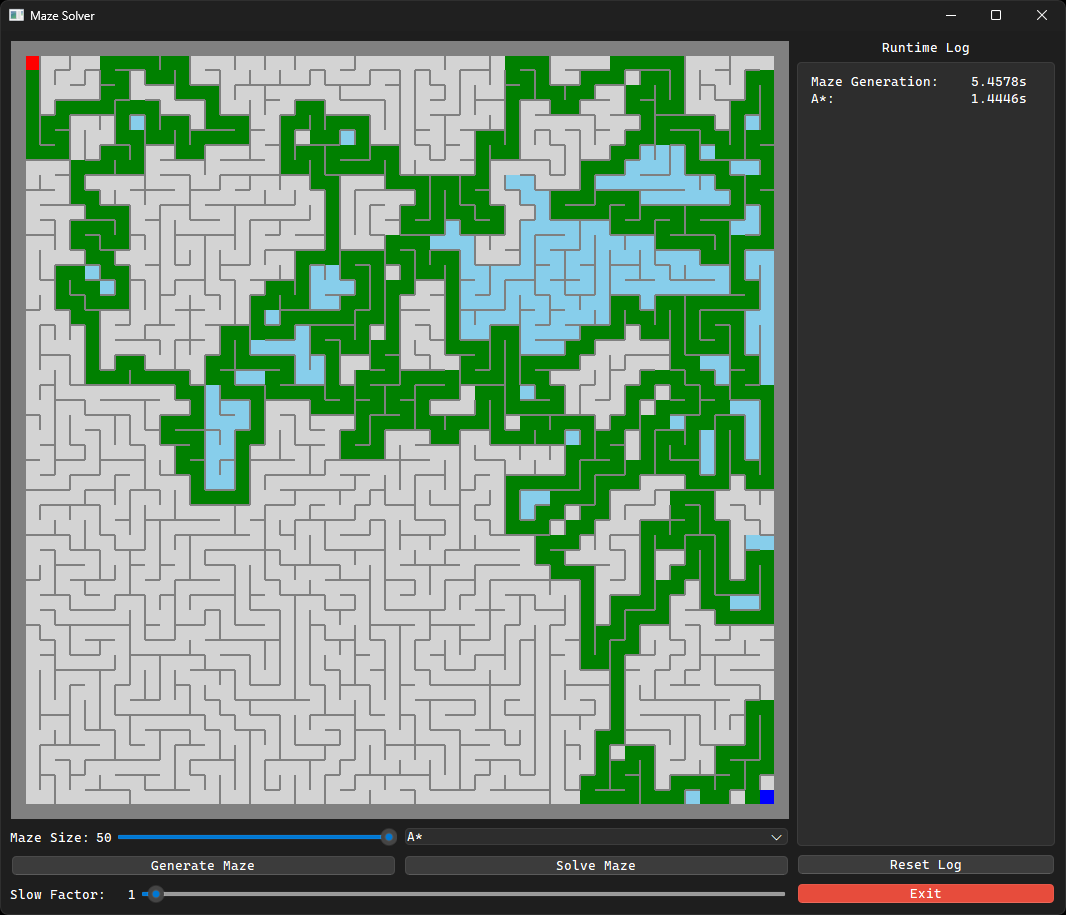 Maze Solver
Runtime Log
Maze Generation: 5.4578s
A*: 1.4446s
Maze Size: 50
A*
Generate Maze
Solve Maze
Reset Log
Slow Factor: 1
Exit